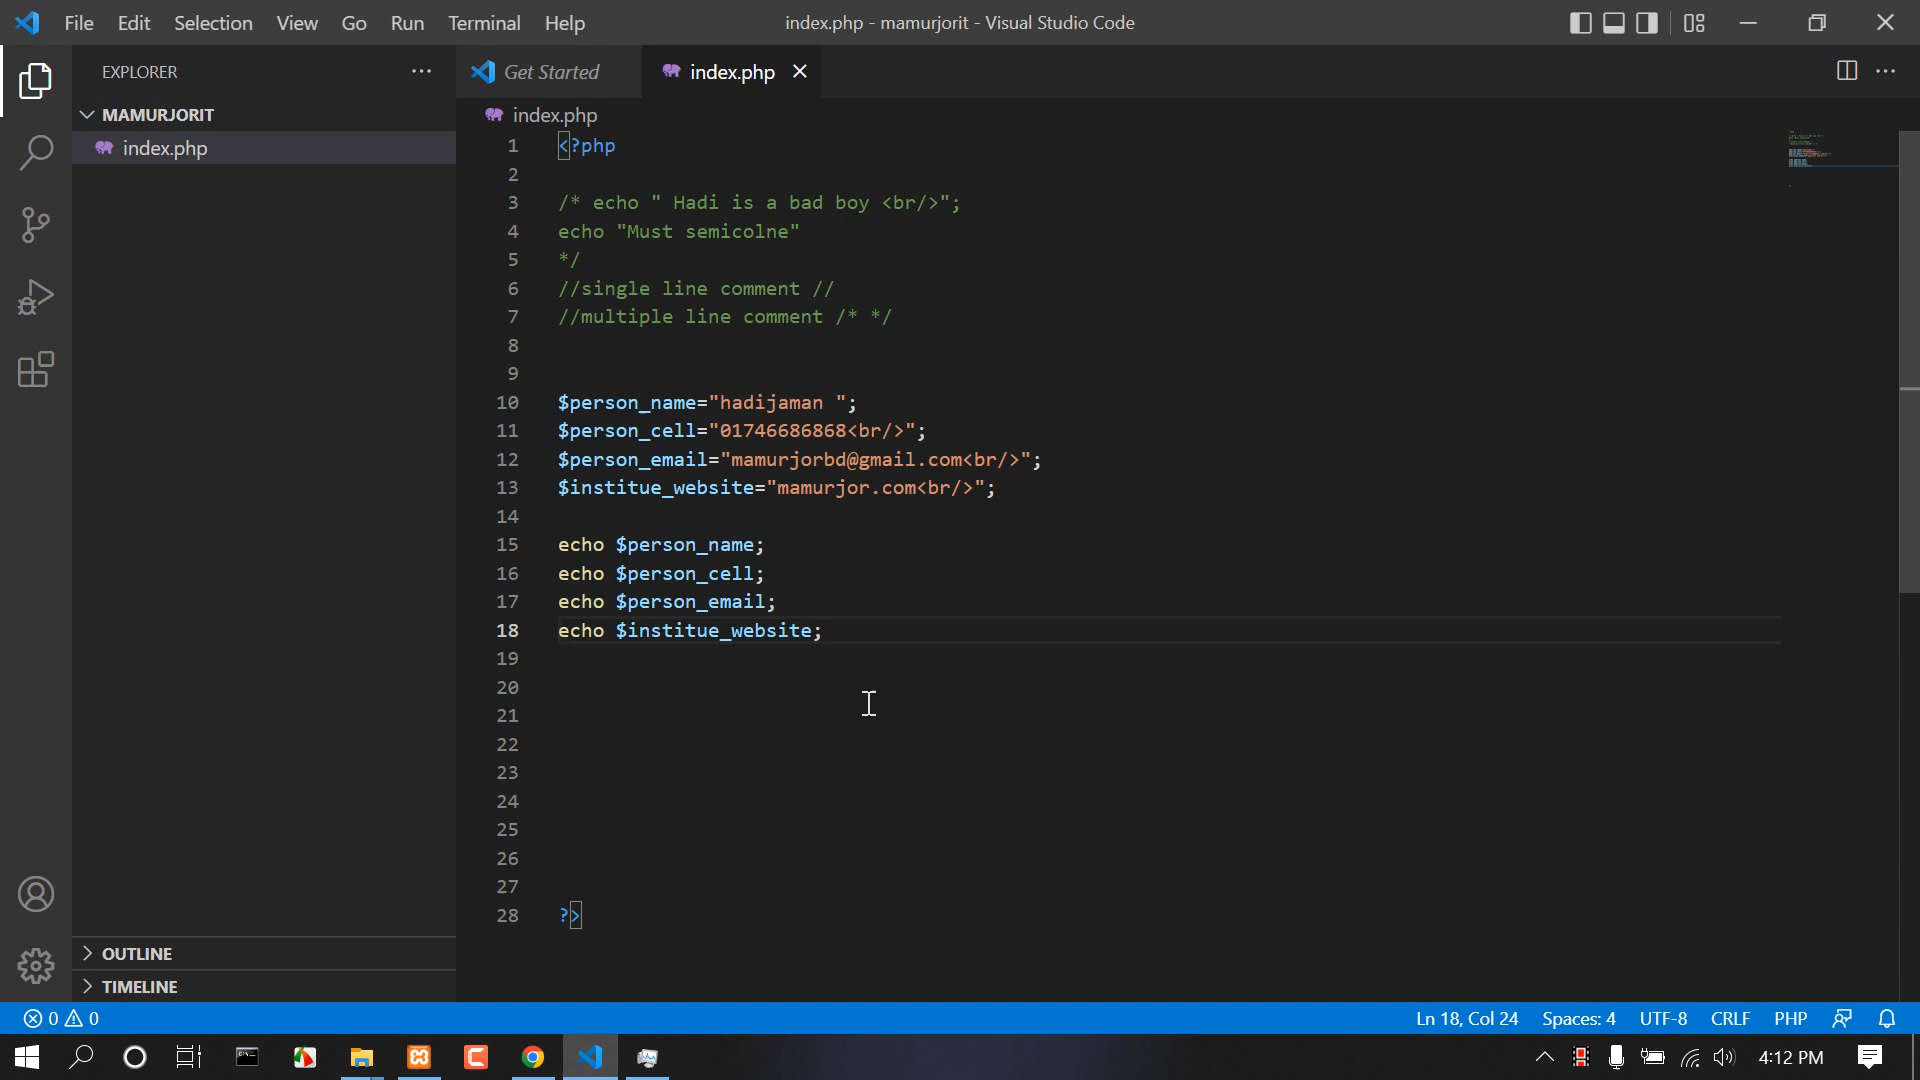 File Edit Selection View Go Run Terminal Help
index.php - mamurjorit - Visual Studio Code
EXPLORER
MAMURJORIT
index.php
OUTLINE
TIMELINE
Get Started
index.php
index.php
1 <?php
2
3 /* echo " Hadi is a bad boy <br/>";
4 echo "Must semicolne"
5 */
6 //single line comment //
7 //multiple line comment /* */
8
9
10 $person_name="hadijaman ";
11 $person_cell="01746686868<br/>";
12 $person_email="mamurjorbd@gmail.com<br/>";
13 $institue_website="mamurjor.com<br/>";
14
15 echo $person_name;
16 echo $person_cell;
17 echo $person_email;
18 echo $institue_website;
19
20
21
22
23
24
25
26
27
28 ?>
0 0
Ln 18, Col 24 Spaces: 4 UTF-8 CRLF PHP
4:12 PM